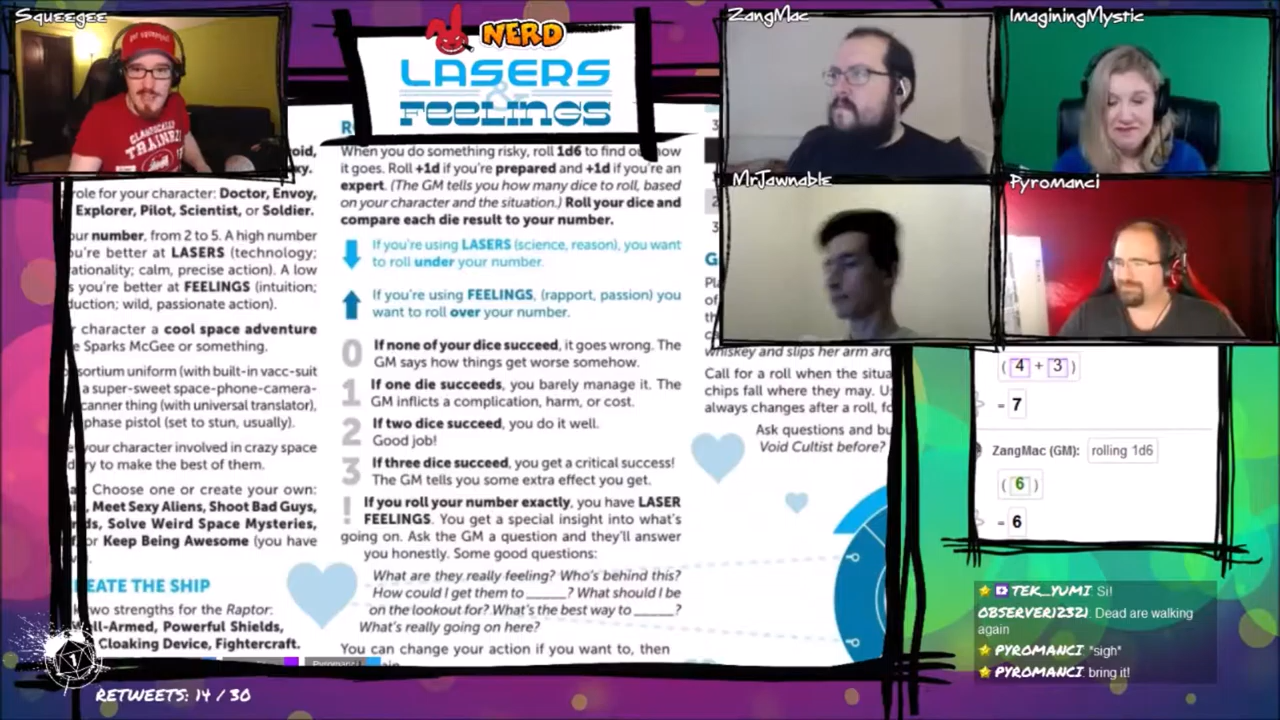 Squeegee
NERD
LASERS
&
FEELINGS
ZangMac
ImaginingMystic
MrJawnable
Pyromanci
got squeegee?
CLASSICALLY
TRAINED
role for your character: Doctor, Envoy,
Explorer, Pilot, Scientist, or Soldier.
number, from 2 to 5. A high number
you're better at LASERS (technology;
rationality; calm, precise action). A low
you're better at FEELINGS (intuition;
wild, passionate action).
character a cool space adventure
Sparks McGee or something.
uniform (with built-in vacc-suit
a super-sweet space-phone-camera-
scanner thing (with universal translator),
phase pistol (set to stun, usually).
your character involved in crazy space
to make the best of them.
Choose one or create your own:
Meet Sexy Aliens, Shoot Bad Guys,
Solve Weird Space Mysteries,
or Keep Being Awesome (you have
EATE THE SHIP
two strengths for the Raptor:
Well-Armed, Powerful Shields,
Cloaking Device, Fightercraft.
RETWEETS: 14 / 30
When you do something risky, roll 1d6 to find out how
it goes. Roll +1d if you're prepared and +1d if you're an
expert. (The GM tells you how many dice to roll, based
on your character and the situation.) Roll your dice and
compare each die result to your number.
If you're using LASERS (science, reason), you want
to roll under your number.
If you're using FEELINGS, (rapport, passion) you
want to roll over your number.
0 If none of your dice succeed, it goes wrong. The
GM says how things get worse somehow.
1 If one die succeeds, you barely manage it. The
GM inflicts a complication, harm, or cost.
2 If two dice succeed, you do it well.
Good job!
3 If three dice succeed, you get a critical success!
The GM tells you some extra effect you get.
! If you roll your number exactly, you have LASER
FEELINGS. You get a special insight into what's
going on. Ask the GM a question and they'll answer
you honestly. Some good questions:
What are they really feeling? Who's behind this?
How could I get them to ______? What should I be
on the lookout for? What's the best way to _____?
What's really going on here?
You can change your action if you want to, then
Pyromanci
whiskey and slips her arm
Call for a roll when the
chips fall where they may.
always changes after a roll,
Ask questions and
Void Cultist before?
(4 + 3)
= 7
ZangMac (GM): rolling 1d6
(6)
= 6
TEK_YUMI: Si!
OBSERVER12321: Dead are walking
again
PYROMANCI: *sigh*
PYROMANCI: bring it!